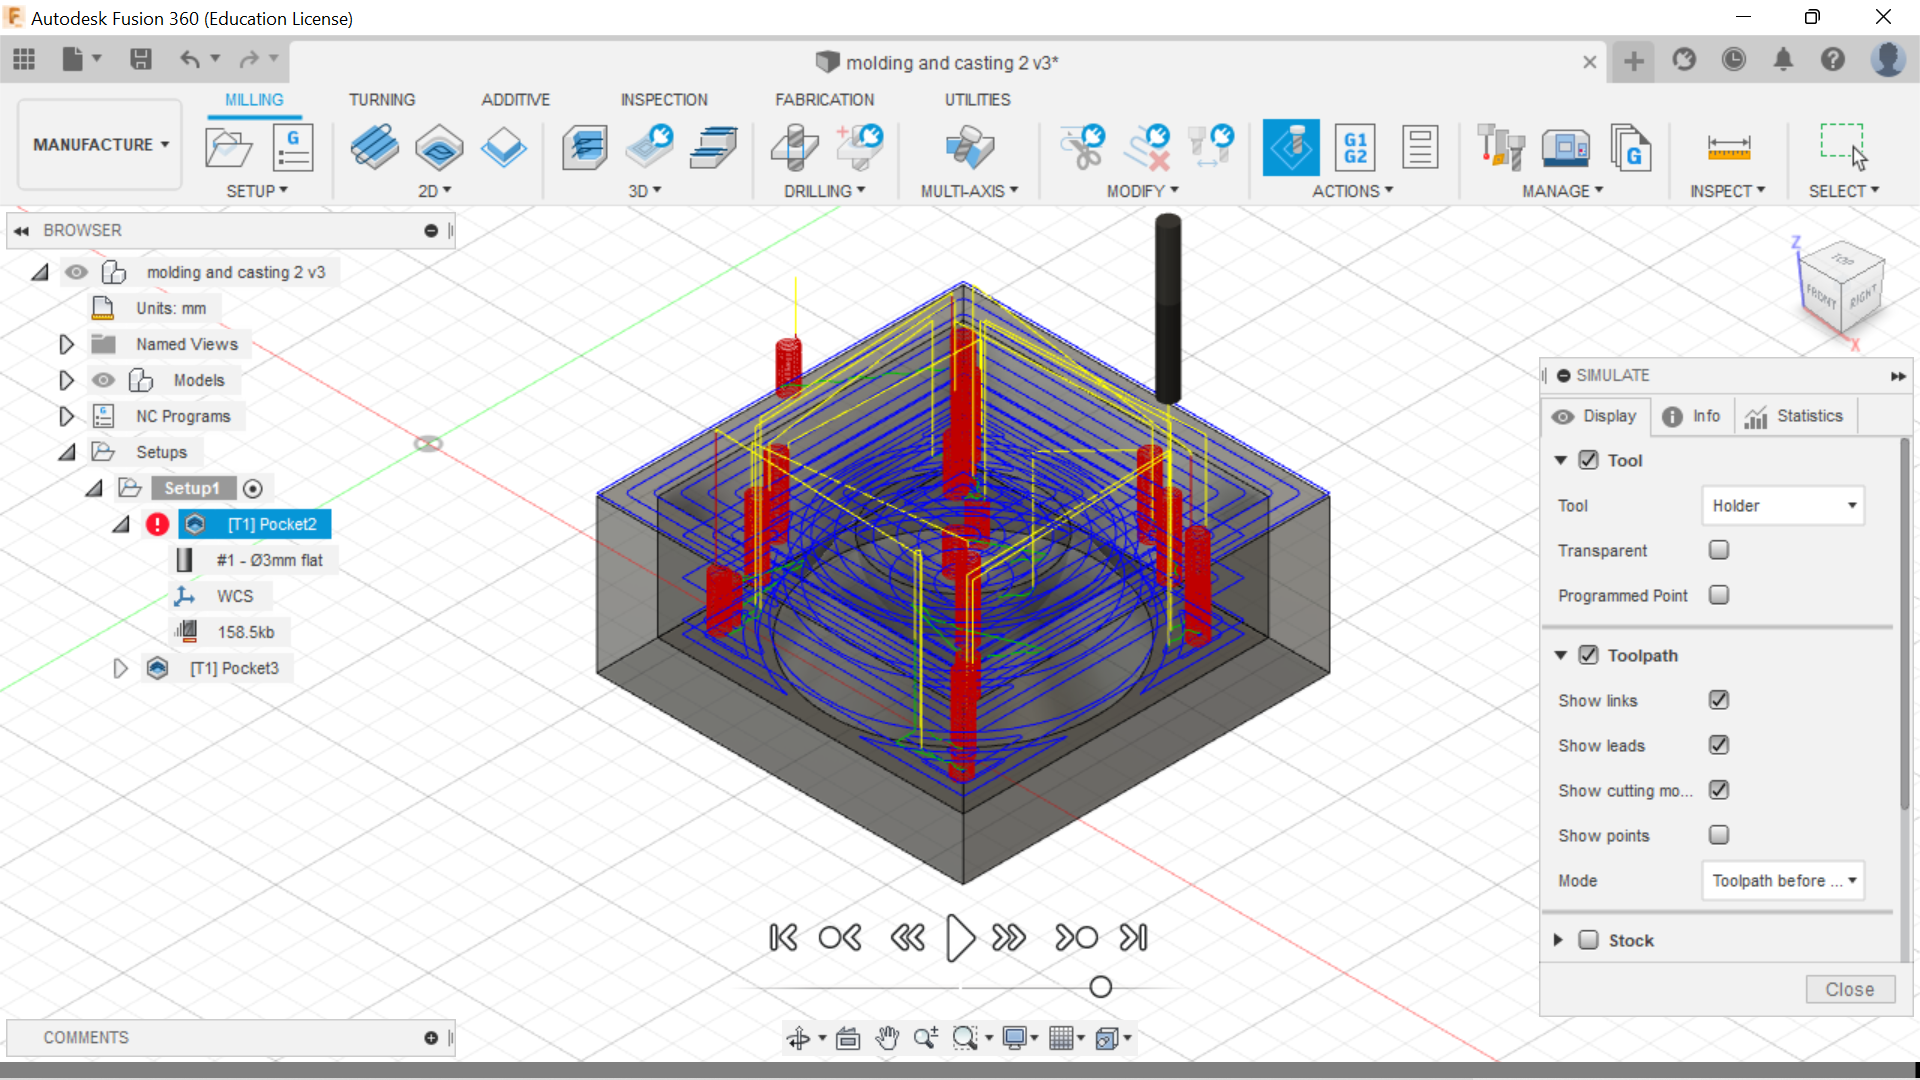 Autodesk Fusion 360 (Education License)
molding and casting 2 v3*
MILLING TURNING ADDITIVE INSPECTION FABRICATION UTILITIES
MANUFACTURE
G
G1
G2
G
SETUP 2D 3D DRILLING MULTI-AXIS MODIFY ACTIONS MANAGE INSPECT SELECT
BROWSER
molding and casting 2 v3
Units: mm
Named Views
Models
NC Programs
Setups
Setup1
[T1] Pocket2
#1 - Ø3mm flat
WCS
158.5kb
[T1] Pocket3
Z
TOP
FRONT
RIGHT
X
SIMULATE
Display Info Statistics
Tool
Tool Holder
Transparent
Programmed Point
Toolpath
Show links
Show leads
Show cutting mo...
Show points
Mode Toolpath before ...
Stock
Close
COMMENTS